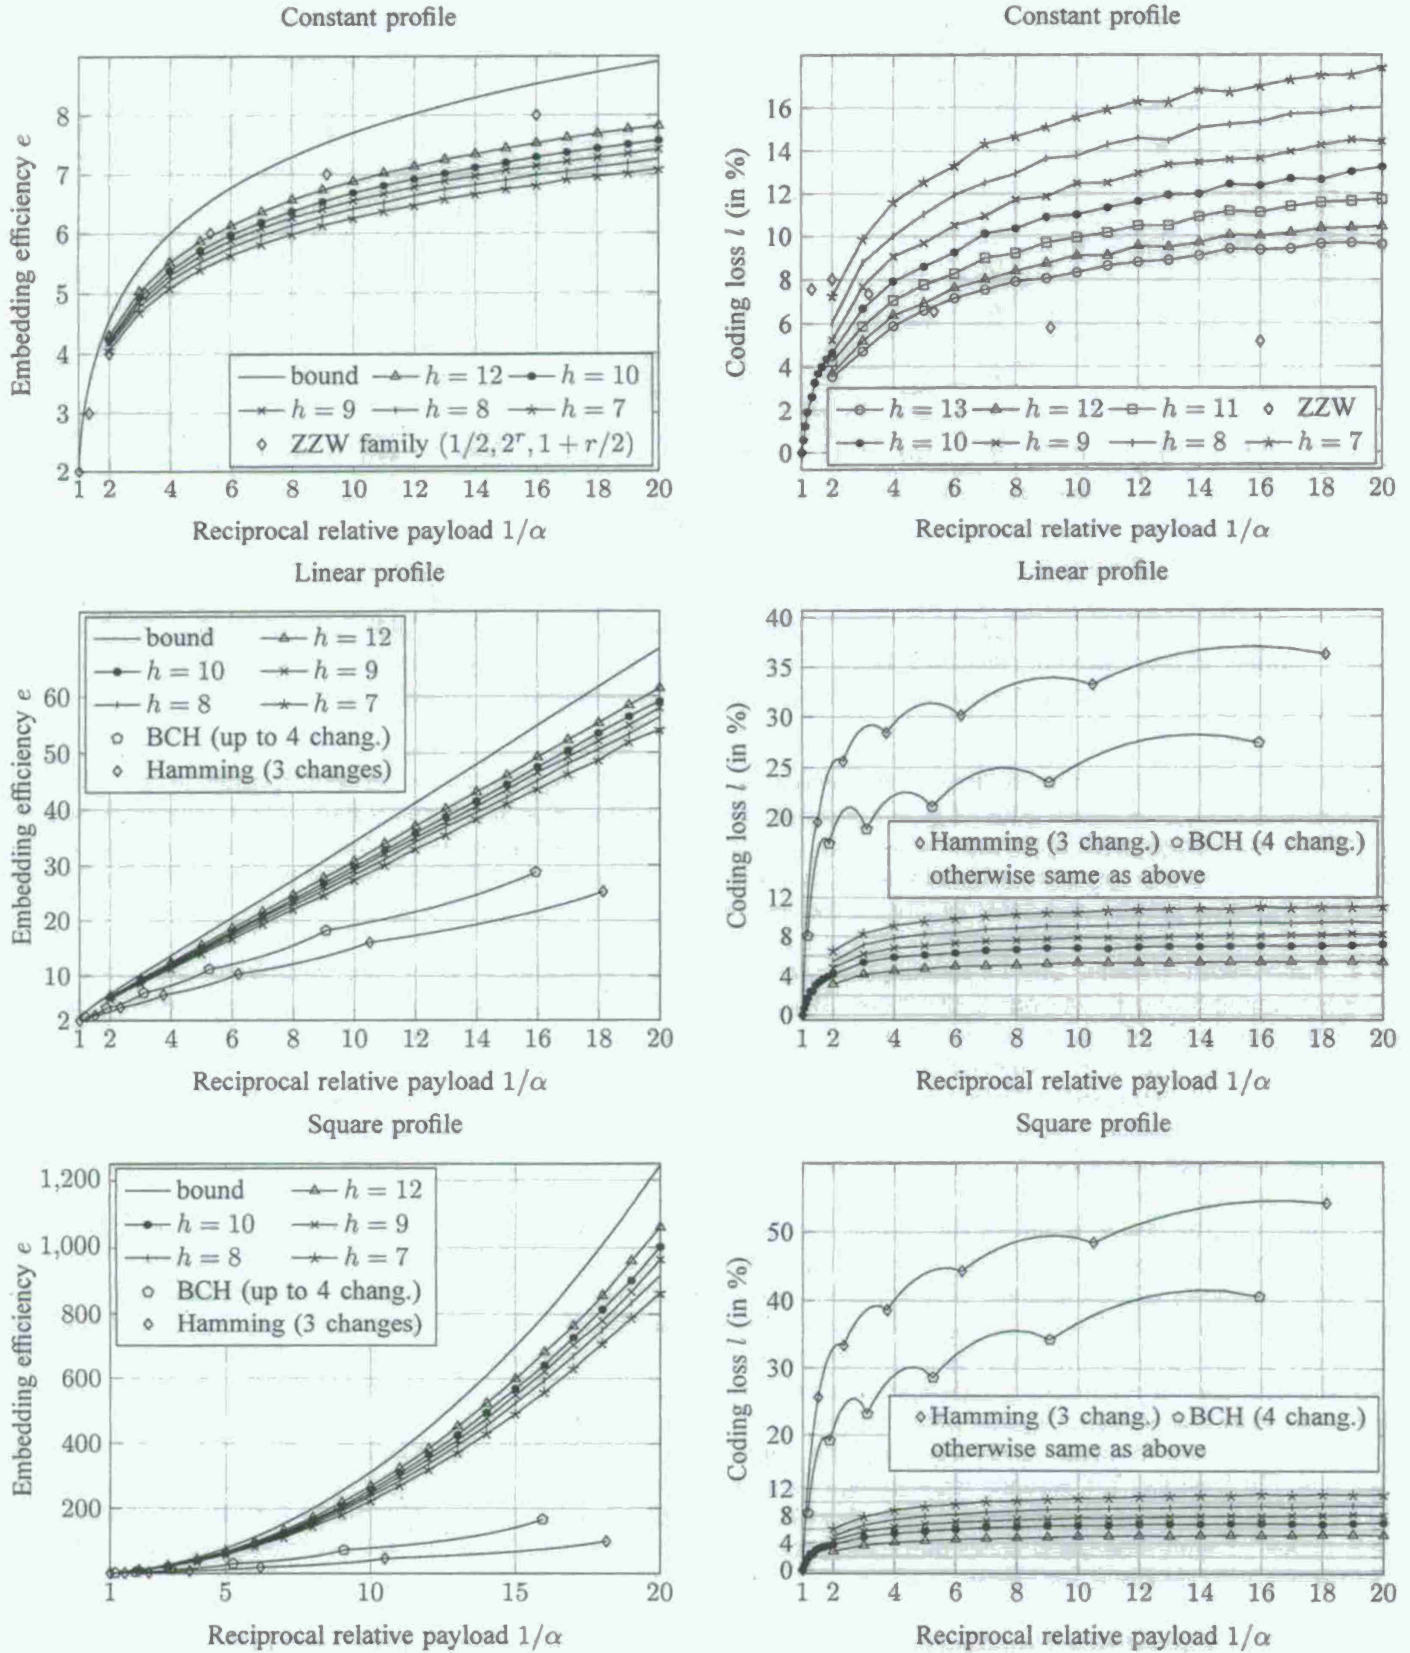 Constant profile
Embedding efficiency e
8
7
6
5
4
3
2
bound h = 12 h = 10
h = 9 h = 8 h = 7
ZZW family (1/2, 2^r, 1 + r/2)
1 2 4 6 8 10 12 14 16 18 20
Reciprocal relative payload 1/α
Constant profile
Coding loss l (in %)
16
14
12
10
8
6
4
2
0
h = 13 h = 12 h = 11 ZZW
h = 10 h = 9 h = 8 h = 7
1 2 4 6 8 10 12 14 16 18 20
Reciprocal relative payload 1/α
Linear profile
Embedding efficiency e
60
50
40
30
20
10
2
bound h = 12
h = 10 h = 9
h = 8 h = 7
BCH (up to 4 chang.)
Hamming (3 changes)
1 2 4 6 8 10 12 14 16 18 20
Reciprocal relative payload 1/α
Linear profile
Coding loss l (in %)
40
35
30
25
20
12
8
4
0
Hamming (3 chang.) BCH (4 chang.)
otherwise same as above
1 2 4 6 8 10 12 14 16 18 20
Reciprocal relative payload 1/α
Square profile
Embedding efficiency e
1,200
1,000
800
600
400
200
bound h = 12
h = 10 h = 9
h = 8 h = 7
BCH (up to 4 chang.)
Hamming (3 changes)
1 5 10 15 20
Reciprocal relative payload 1/α
Square profile
Coding loss l (in %)
50
40
30
20
12
8
4
0
Hamming (3 chang.) BCH (4 chang.)
otherwise same as above
1 2 4 6 8 10 12 14 16 18 20
Reciprocal relative payload 1/α